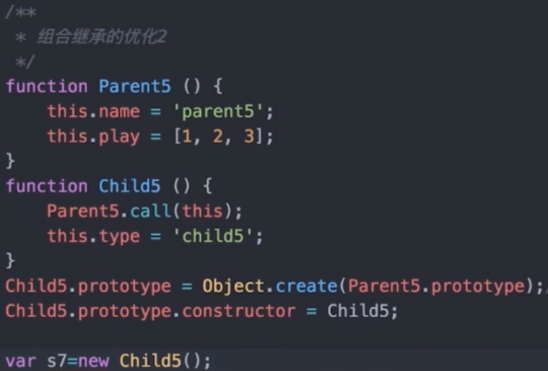 /**
 * 组合继承的优化2
 */
function Parent5 () {
    this.name = 'parent5';
    this.play = [1, 2, 3];
}
function Child5 () {
    Parent5.call(this);
    this.type = 'child5';
}
Child5.prototype = Object.create(Parent5.prototype);/
Child5.prototype.constructor = Child5;

var s7=new Child5();